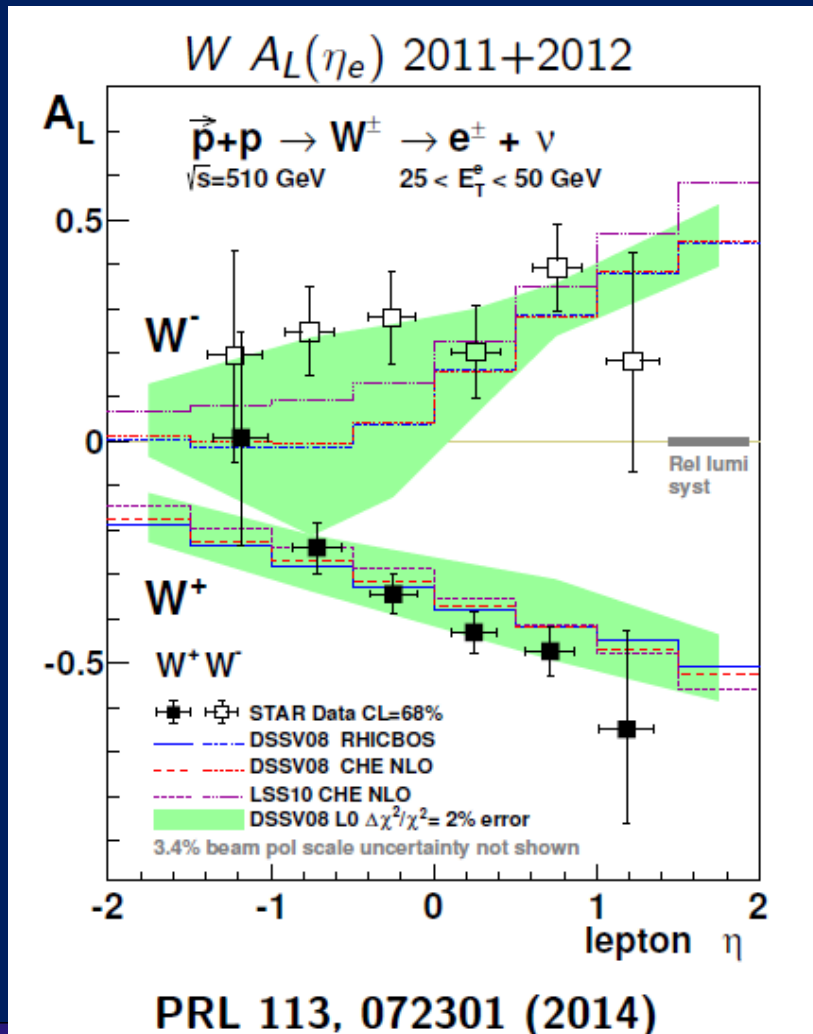 W A_L(η_e) 2011+2012
A_L
p⃗+p → W^± → e^± + ν
√s=510 GeV 25 < E_T^e < 50 GeV
0.5
W^-
0
Rel lumi
syst
W^+
-0.5
W^+ W^-
STAR Data CL=68%
DSSV08 RHICBOS
DSSV08 CHE NLO
LSS10 CHE NLO
DSSV08 L0 Δχ²/χ²= 2% error
3.4% beam pol scale uncertainty not shown
-2 -1 0 1 2
lepton η
PRL 113, 072301 (2014)